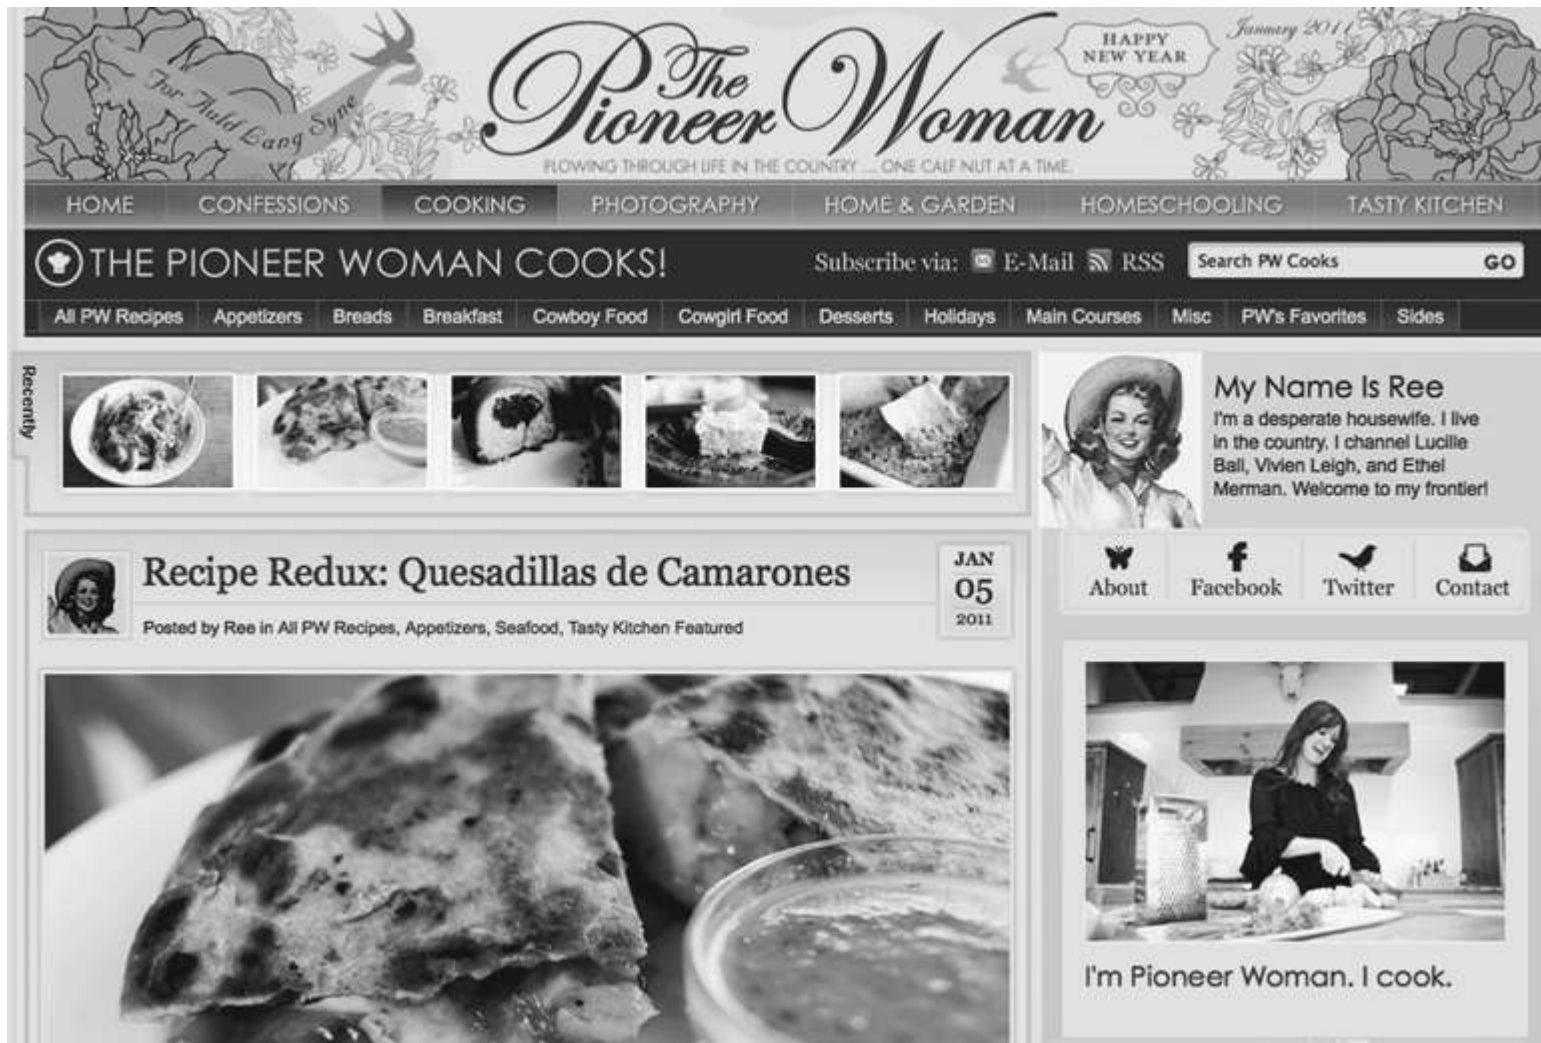 For Auld Lang Syne
The
Pioneer Woman
PLOWING THROUGH LIFE IN THE COUNTRY ... ONE CALF NUT AT A TIME.
HAPPY
NEW YEAR
January 2011
HOME CONFESSIONS COOKING PHOTOGRAPHY HOME & GARDEN HOMESCHOOLING TASTY KITCHEN
THE PIONEER WOMAN COOKS! Subscribe via: E-Mail RSS Search PW Cooks GO
All PW Recipes Appetizers Breads Breakfast Cowboy Food Cowgirl Food Desserts Holidays Main Courses Misc PW's Favorites Sides
Recently
My Name Is Ree
I'm a desperate housewife. I live
in the country. I channel Lucille
Ball, Vivien Leigh, and Ethel
Merman. Welcome to my frontier!
About Facebook Twitter Contact
Recipe Redux: Quesadillas de Camarones
Posted by Ree in All PW Recipes, Appetizers, Seafood, Tasty Kitchen Featured
JAN
05
2011
I'm Pioneer Woman. I cook.